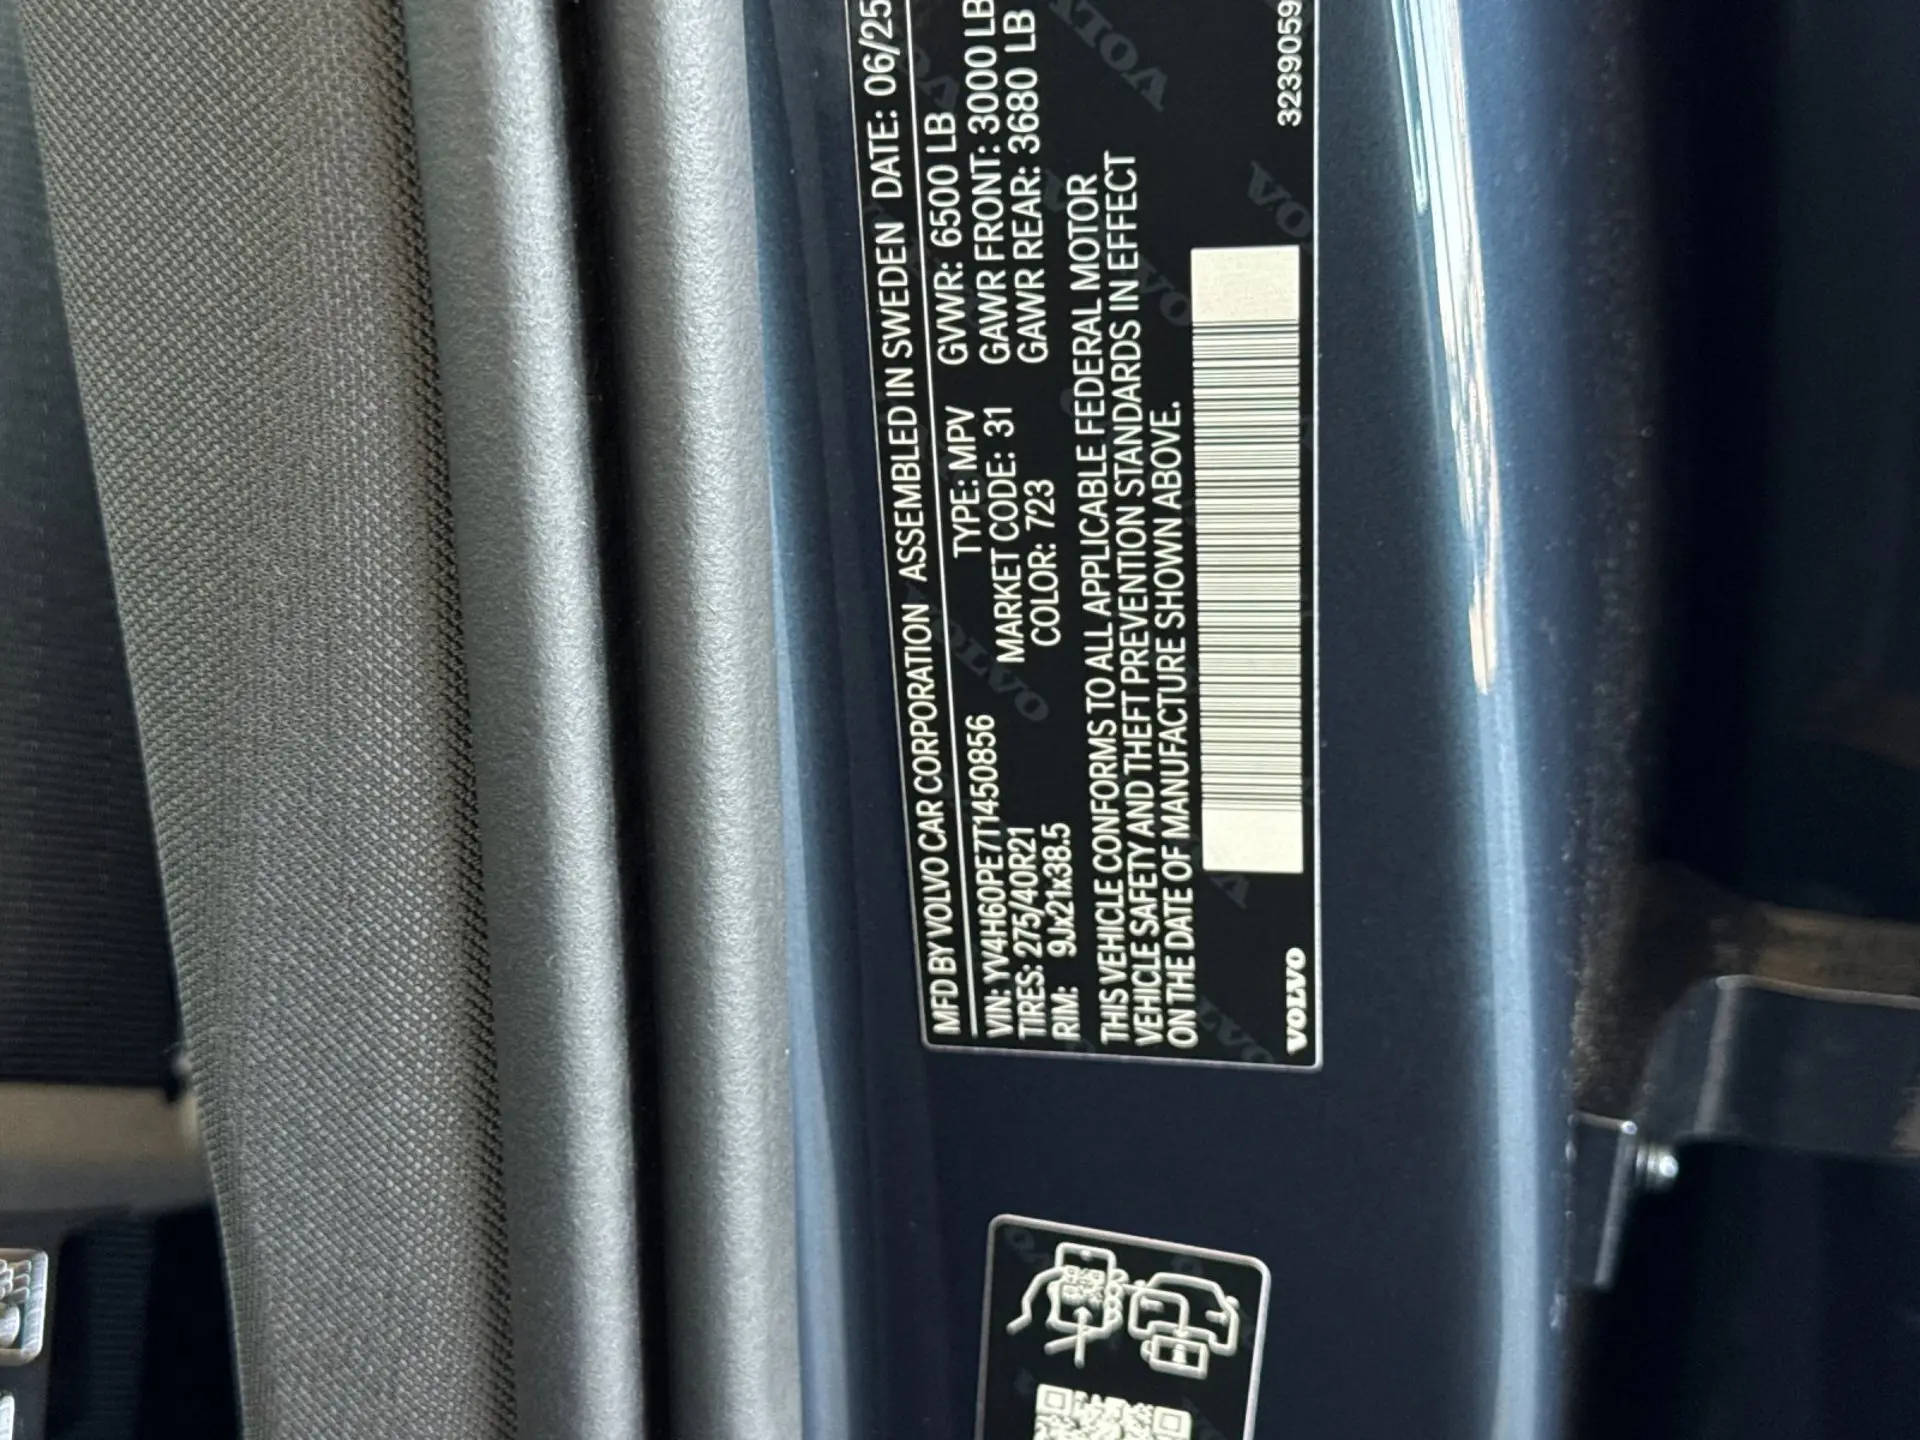 MFD BY VOLVO CAR CORPORATION ASSEMBLED IN SWEDEN DATE: 06/25
VIN: YV4H60PE7T1450856 TYPE: MPV GVWR: 6500 LB
TIRES: 275/40R21 MARKET CODE: 31 GAWR FRONT: 3000 LB
RIM: 9Jx21x38.5 COLOR: 723 GAWR REAR: 3680 LB
THIS VEHICLE CONFORMS TO ALL APPLICABLE FEDERAL MOTOR
VEHICLE SAFETY AND THEFT PREVENTION STANDARDS IN EFFECT
ON THE DATE OF MANUFACTURE SHOWN ABOVE.
VOLVO 3239059